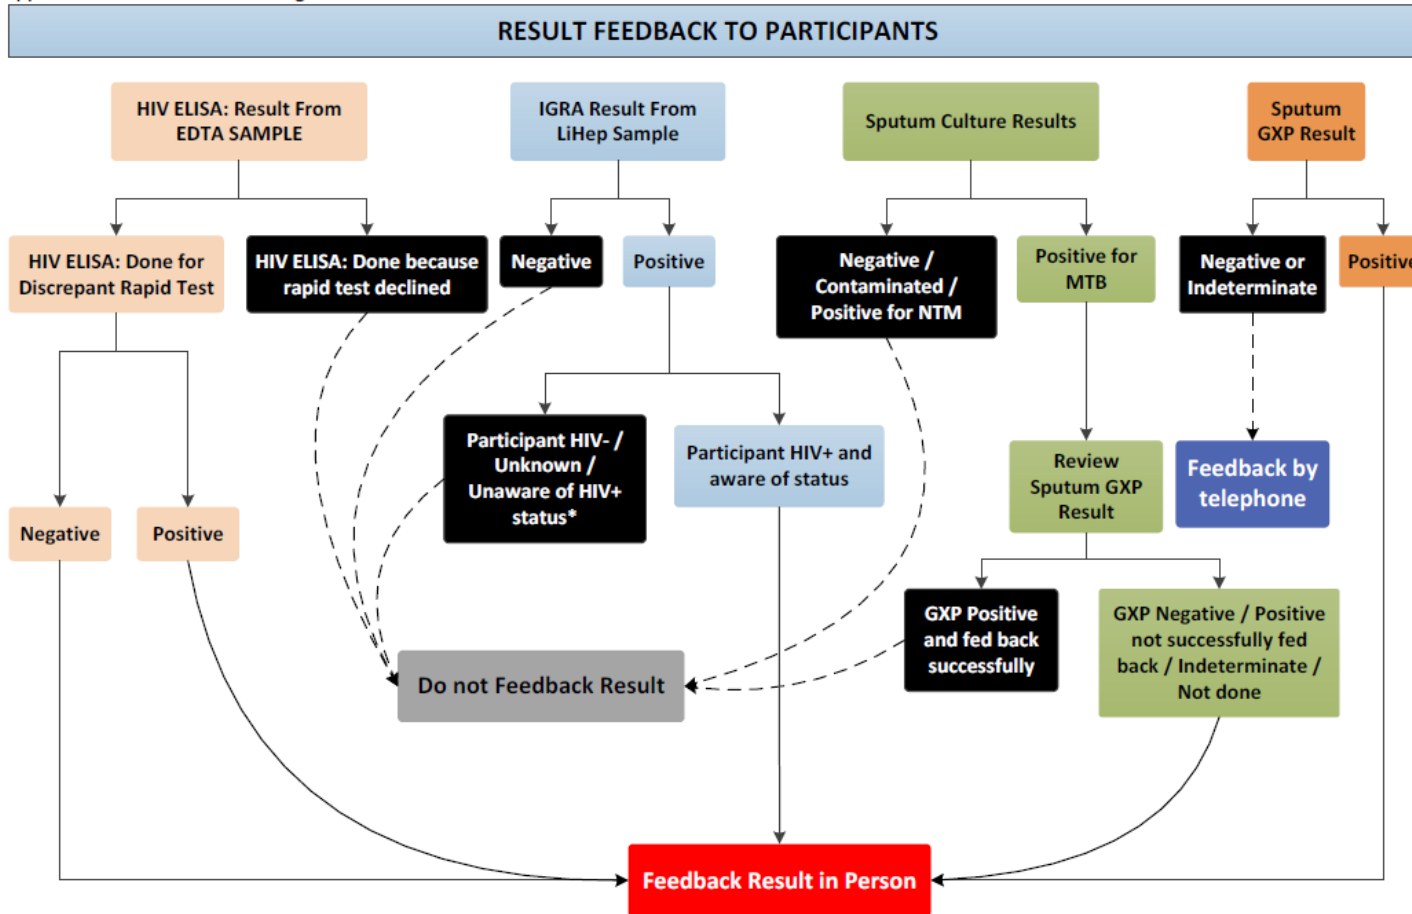 RESULT FEEDBACK TO PARTICIPANTS
HIV ELISA: Result From
EDTA SAMPLE
IGRA Result From
LiHep Sample
Sputum Culture Results
Sputum
GXP Result
HIV ELISA: Done for
Discrepant Rapid Test
HIV ELISA: Done because
rapid test declined
Negative
Positive
Negative /
Contaminated /
Positive for NTM
Positive for
MTB
Negative or
Indeterminate
Positive
Participant HIV- /
Unknown /
Unaware of HIV+
status*
Participant HIV+ and
aware of status
Review
Sputum GXP
Result
Feedback by
telephone
Negative
Positive
GXP Positive
and fed back
successfully
GXP Negative / Positive
not successfully fed
back / Indeterminate /
Not done
Do not Feedback Result
Feedback Result in Person